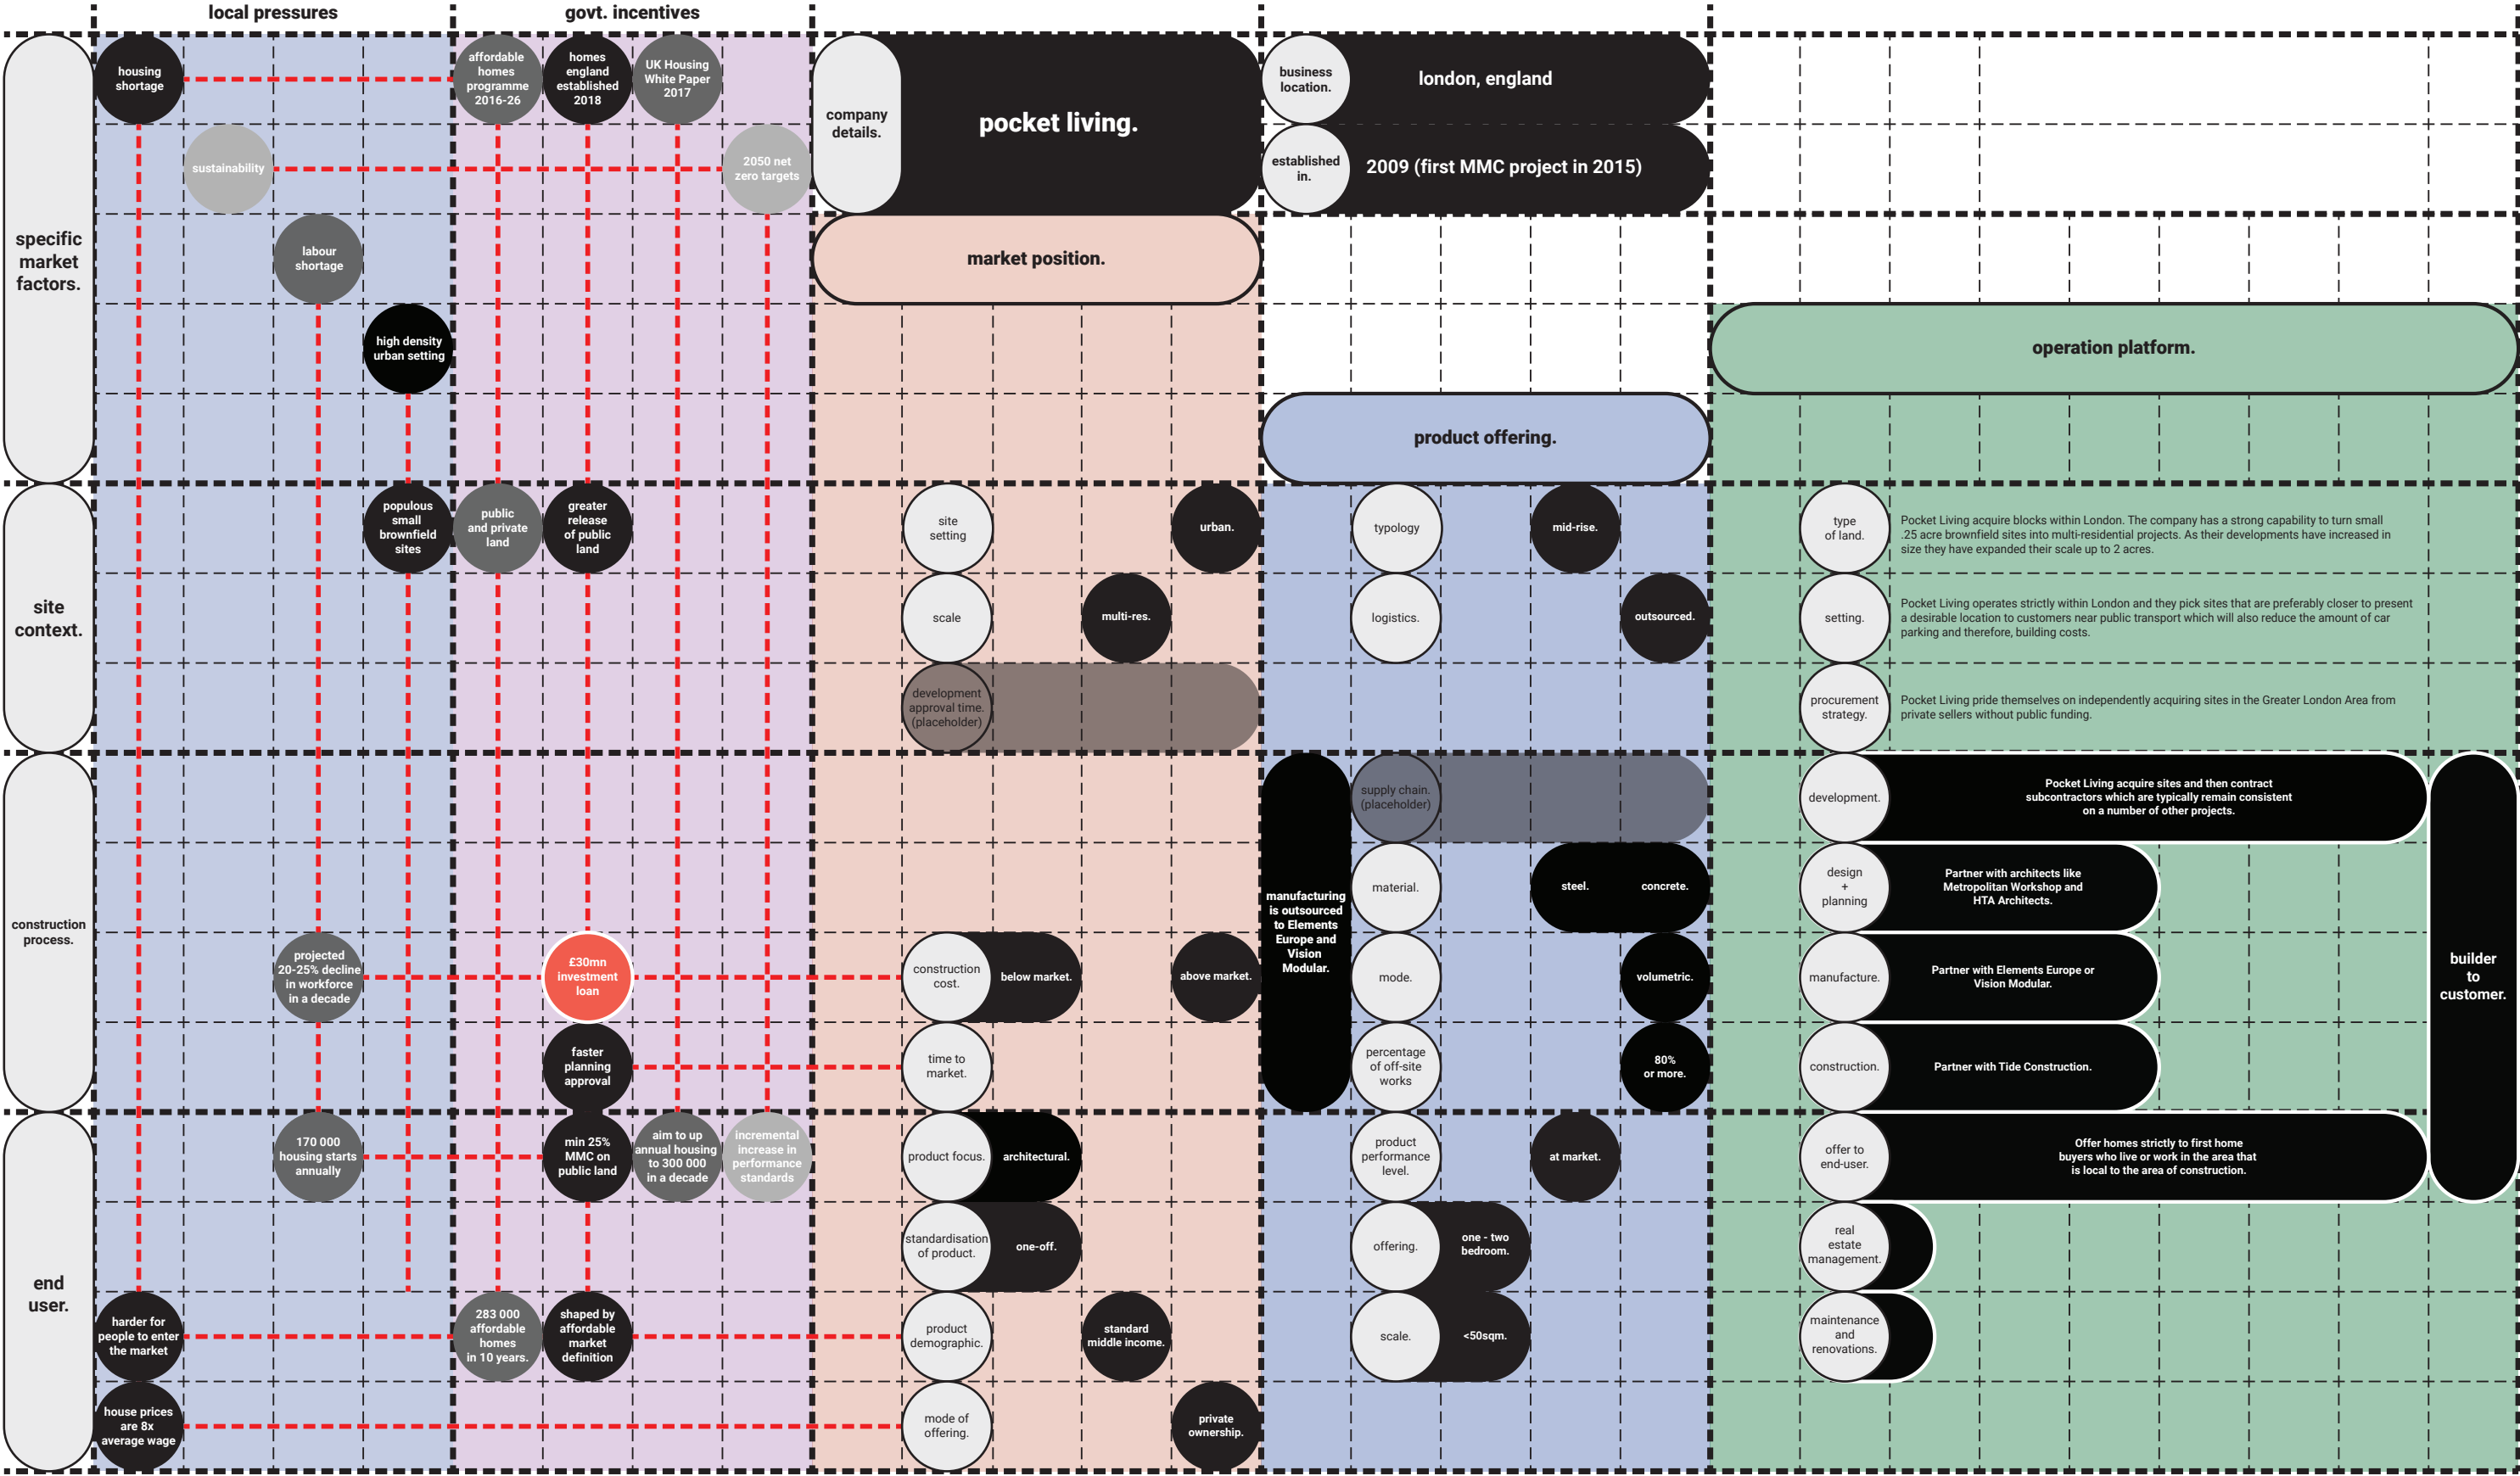 local pressures
govt. incentives
specific
market
factors.
housing
shortage
affordable
homes
programme
2016-26
homes
england
established
2018
UK Housing
White Paper
2017
sustainability
2050 net
zero targets
labour
shortage
high density
urban setting
company
details.
pocket living.
business
location.
london, england
established
in.
2009 (first MMC project in 2015)
market position.
operation platform.
product offering.
site
context.
populous
small
brownfield
sites
public
and private
land
greater
release
of public
land
site
setting
urban.
typology
mid-rise.
type
of land.
Pocket Living acquire blocks within London. The company has a strong capability to turn small
.25 acre brownfield sites into multi-residential projects. As their developments have increased in
size they have expanded their scale up to 2 acres.
scale
multi-res.
logistics.
outsourced.
setting.
Pocket Living operates strictly within London and they pick sites that are preferably closer to present
a desirable location to customers near public transport which will also reduce the amount of car
parking and therefore, building costs.
development
approval time.
(placeholder)
procurement
strategy.
Pocket Living pride themselves on independently acquiring sites in the Greater London Area from
private sellers without public funding.
construction
process.
manufacturing
is outsourced
to Elements
Europe and
Vision
Modular.
supply chain.
(placeholder)
development.
Pocket Living acquire sites and then contract
subcontractors which are typically remain consistent
on a number of other projects.
builder
to
customer.
material.
steel.
concrete.
design
+
planning
Partner with architects like
Metropolitan Workshop and
HTA Architects.
projected
20-25% decline
in workforce
in a decade
£30mn
investment
loan
construction
cost.
below market.
above market.
mode.
volumetric.
manufacture.
Partner with Elements Europe or
Vision Modular.
faster
planning
approval
time to
market.
percentage
of off-site
works
80%
or more.
construction.
Partner with Tide Construction.
end
user.
170 000
housing starts
annually
min 25%
MMC on
public land
aim to up
annual housing
to 300 000
in a decade
incremental
increase in
performance
standards
product focus.
architectural.
product
performance
level.
at market.
offer to
end-user.
Offer homes strictly to first home
buyers who live or work in the area that
is local to the area of construction.
standardisation
of product.
one-off.
offering.
one - two
bedroom.
real
estate
management.
harder for
people to enter
the market
283 000
affordable
homes
in 10 years.
shaped by
affordable
market
definition
product
demographic.
standard
middle income.
scale.
<50sqm.
maintenance
and
renovations.
house prices
are 8x
average wage
mode of
offering.
private
ownership.